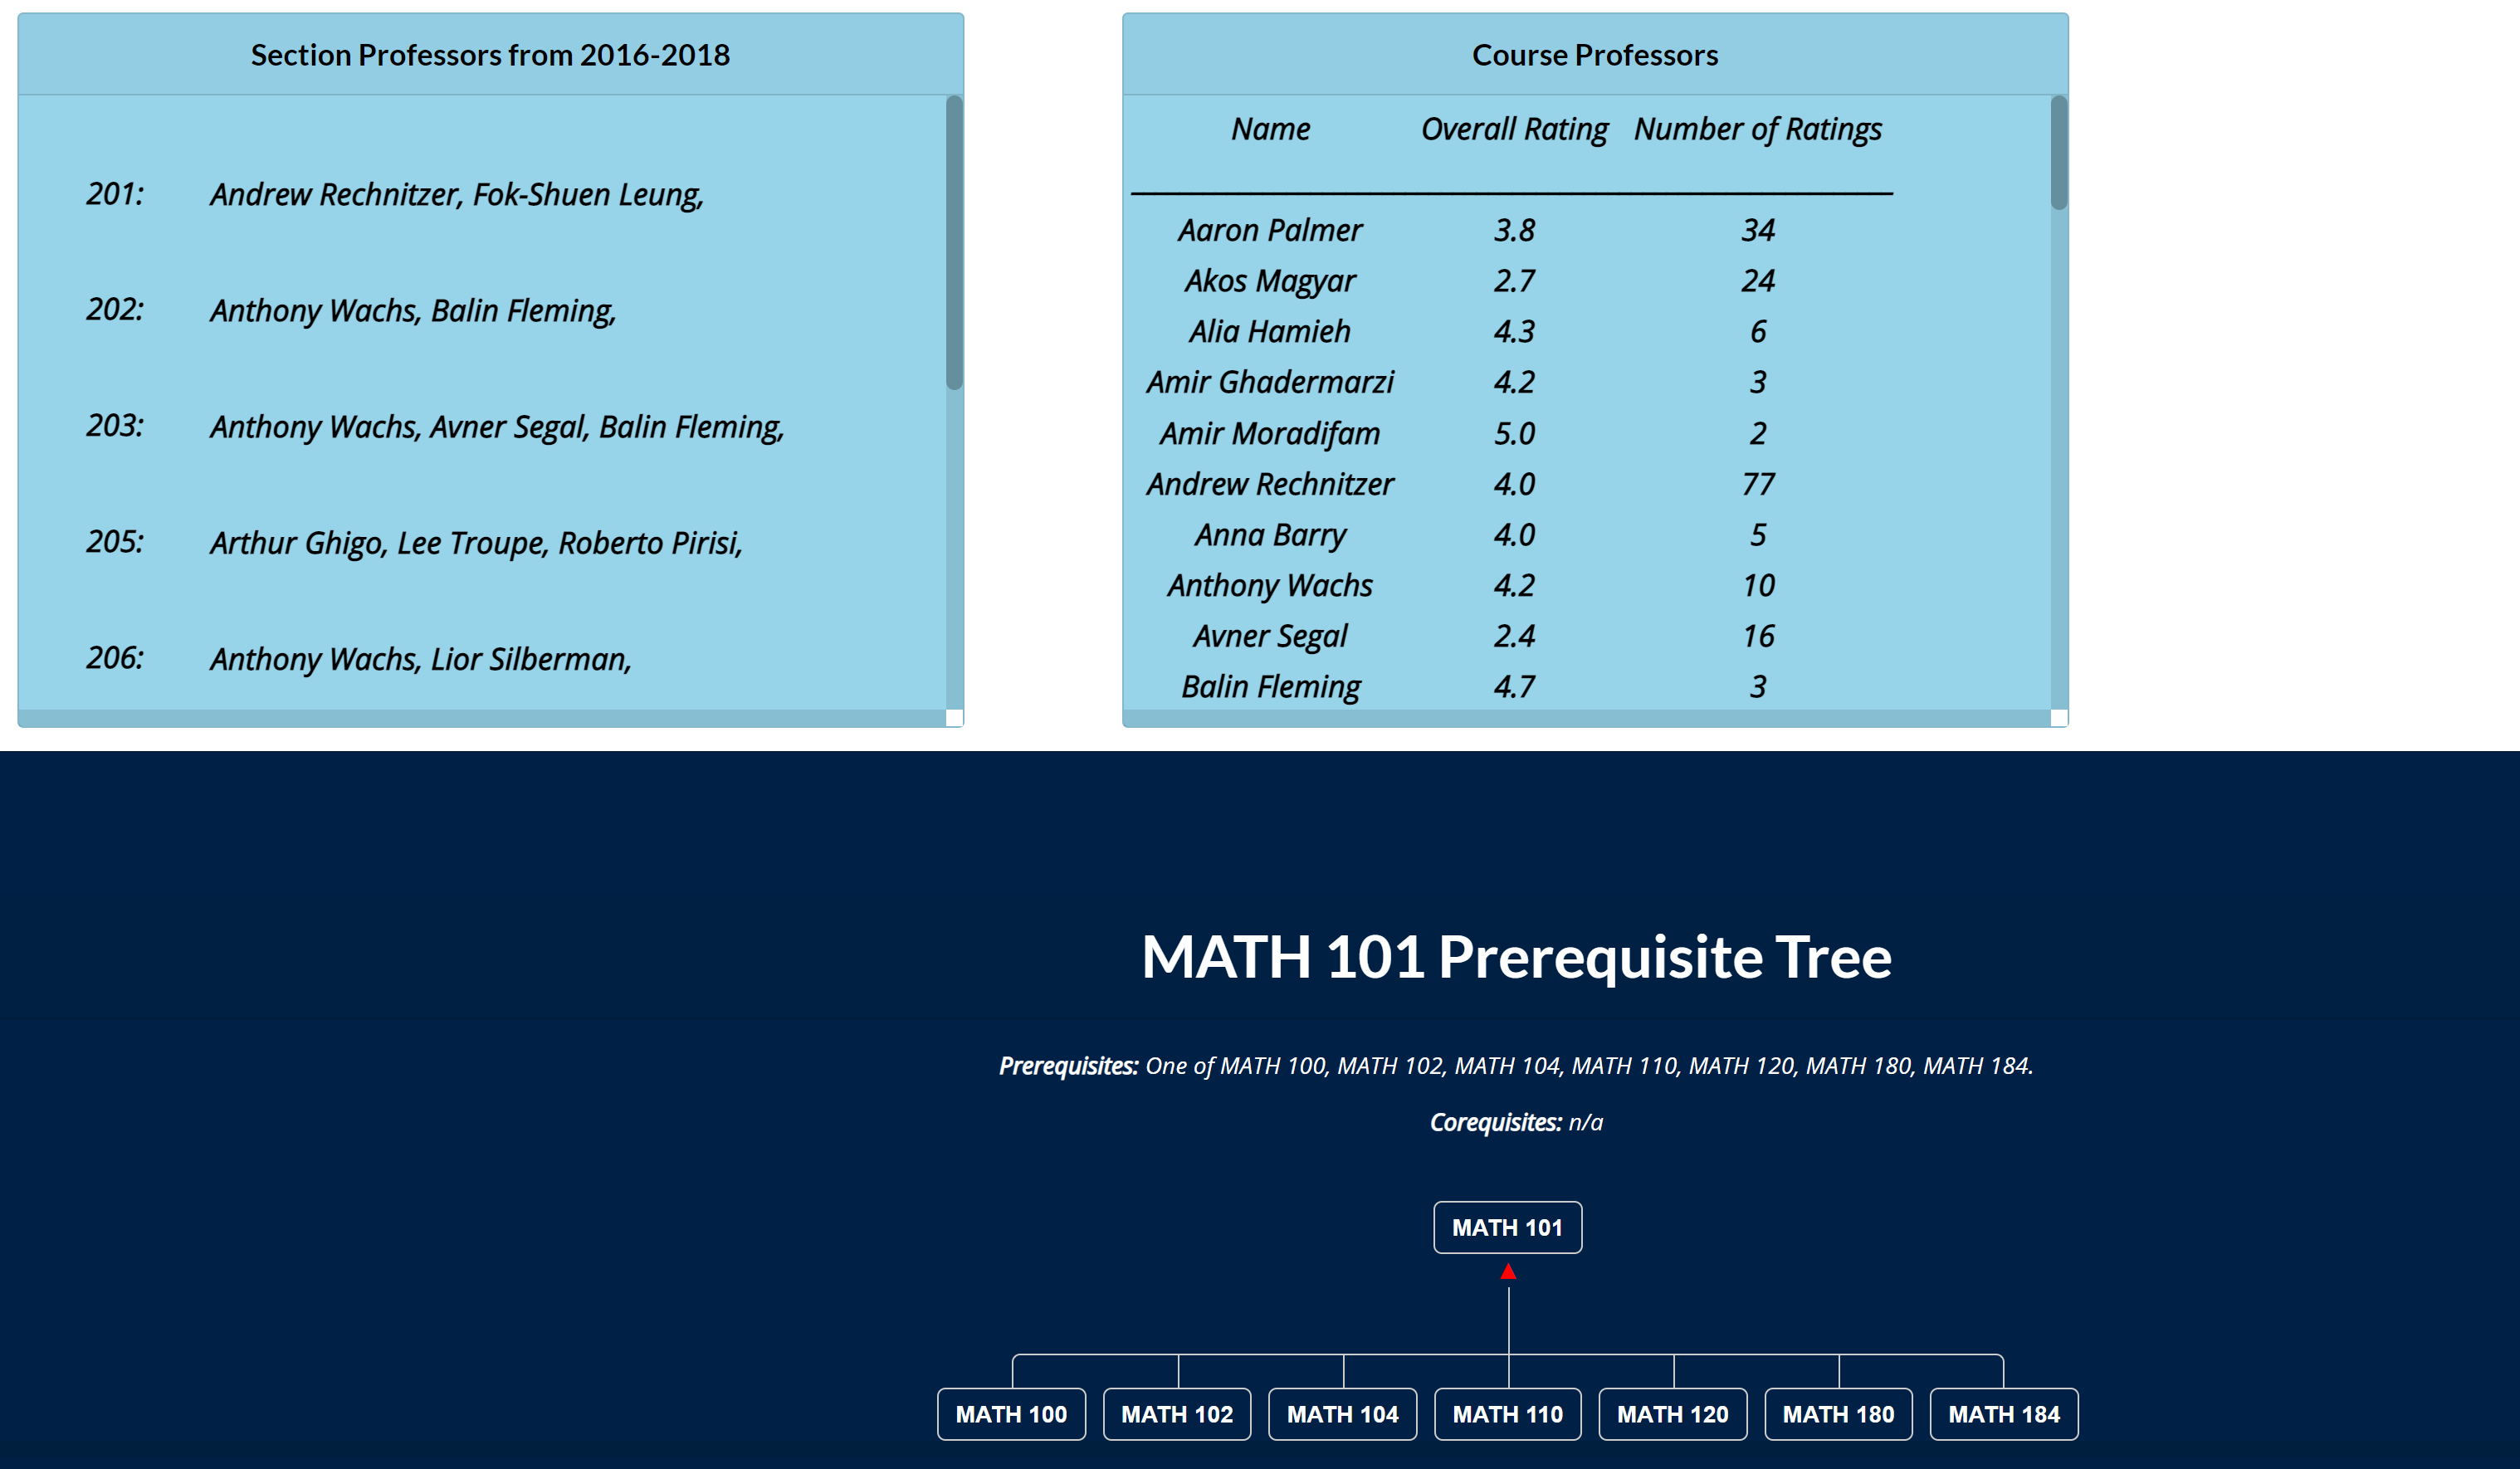 Section Professors from 2016-2018
201: Andrew Rechnitzer, Fok-Shuen Leung,
202: Anthony Wachs, Balin Fleming,
203: Anthony Wachs, Avner Segal, Balin Fleming,
205: Arthur Ghigo, Lee Troupe, Roberto Pirisi,
206: Anthony Wachs, Lior Silberman,
Course Professors
Name Overall Rating Number of Ratings
Aaron Palmer 3.8 34
Akos Magyar 2.7 24
Alia Hamieh 4.3 6
Amir Ghadermarzi 4.2 3
Amir Moradifam 5.0 2
Andrew Rechnitzer 4.0 77
Anna Barry 4.0 5
Anthony Wachs 4.2 10
Avner Segal 2.4 16
Balin Fleming 4.7 3
MATH 101 Prerequisite Tree
Prerequisites: One of MATH 100, MATH 102, MATH 104, MATH 110, MATH 120, MATH 180, MATH 184.
Corequisites: n/a
MATH 101
MATH 100 MATH 102 MATH 104 MATH 110 MATH 120 MATH 180 MATH 184